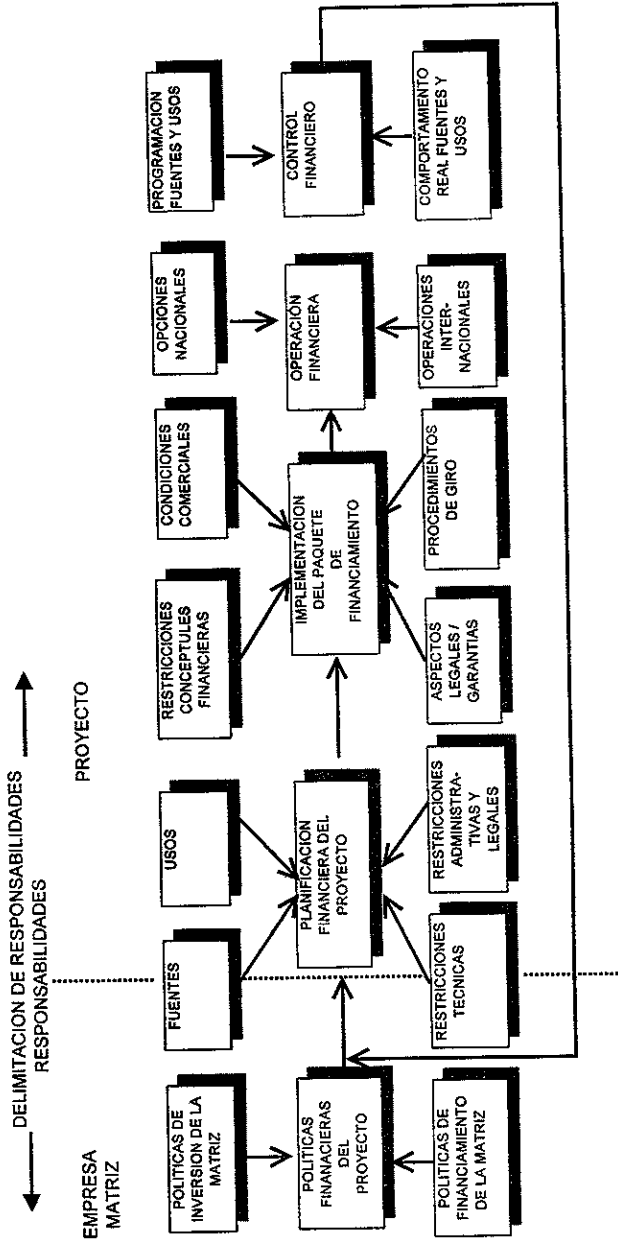 DELIMITACION DE RESPONSABILIDADES
RESPONSABILIDADES
EMPRESA
MATRIZ
PROYECTO
POLITICAS DE
INVERSION DE LA
MATRIZ
FUENTES
USOS
RESTRICCIONES
CONCEPTULES
FINANCIERAS
CONDICIONES
COMERCIALES
OPCIONES
NACIONALES
PROGRAMACION
FUENTES Y USOS
POLITICAS
FINANACIERAS
DEL
PROYECTO
PLANIFICACION
FINANCIERA DEL
PROYECTO
IMPLEMENTACION
DEL PAQUETE
DE
FINANCIAMIENTO
OPERACIÓN
FINANCIERA
CONTROL
FINANCIERO
POLITICAS DE
FINANCIAMIENTO
DE LA MATRIZ
RESTRICCIONES
TECNICAS
RESTRICCIONES
ADMINISTRA-
TIVAS Y
LEGALES
ASPECTOS
LEGALES /
GARANTIAS
PROCEDIMIENTOS
DE GIRO
OPERACIONES
INTER-
NACIONALES
COMPORTAMIENTO
REAL FUENTES Y
USOS